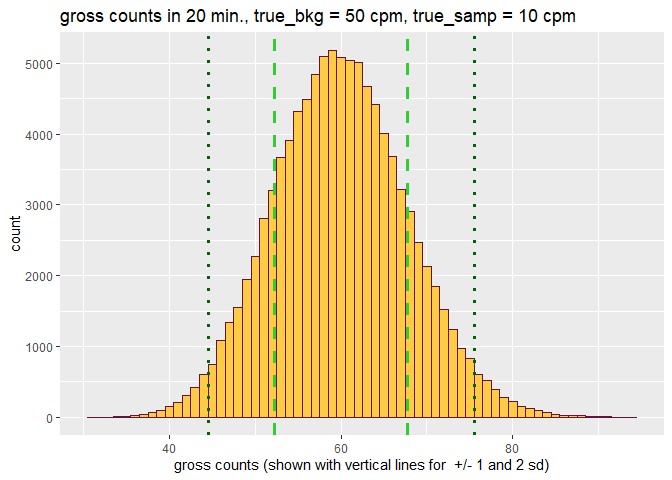 gross counts in 20 min., true_bkg = 50 cpm, true_samp = 10 cpm
5000
4000
3000
2000
1000
0
count
40 60 80
gross counts (shown with vertical lines for +/- 1 and 2 sd)